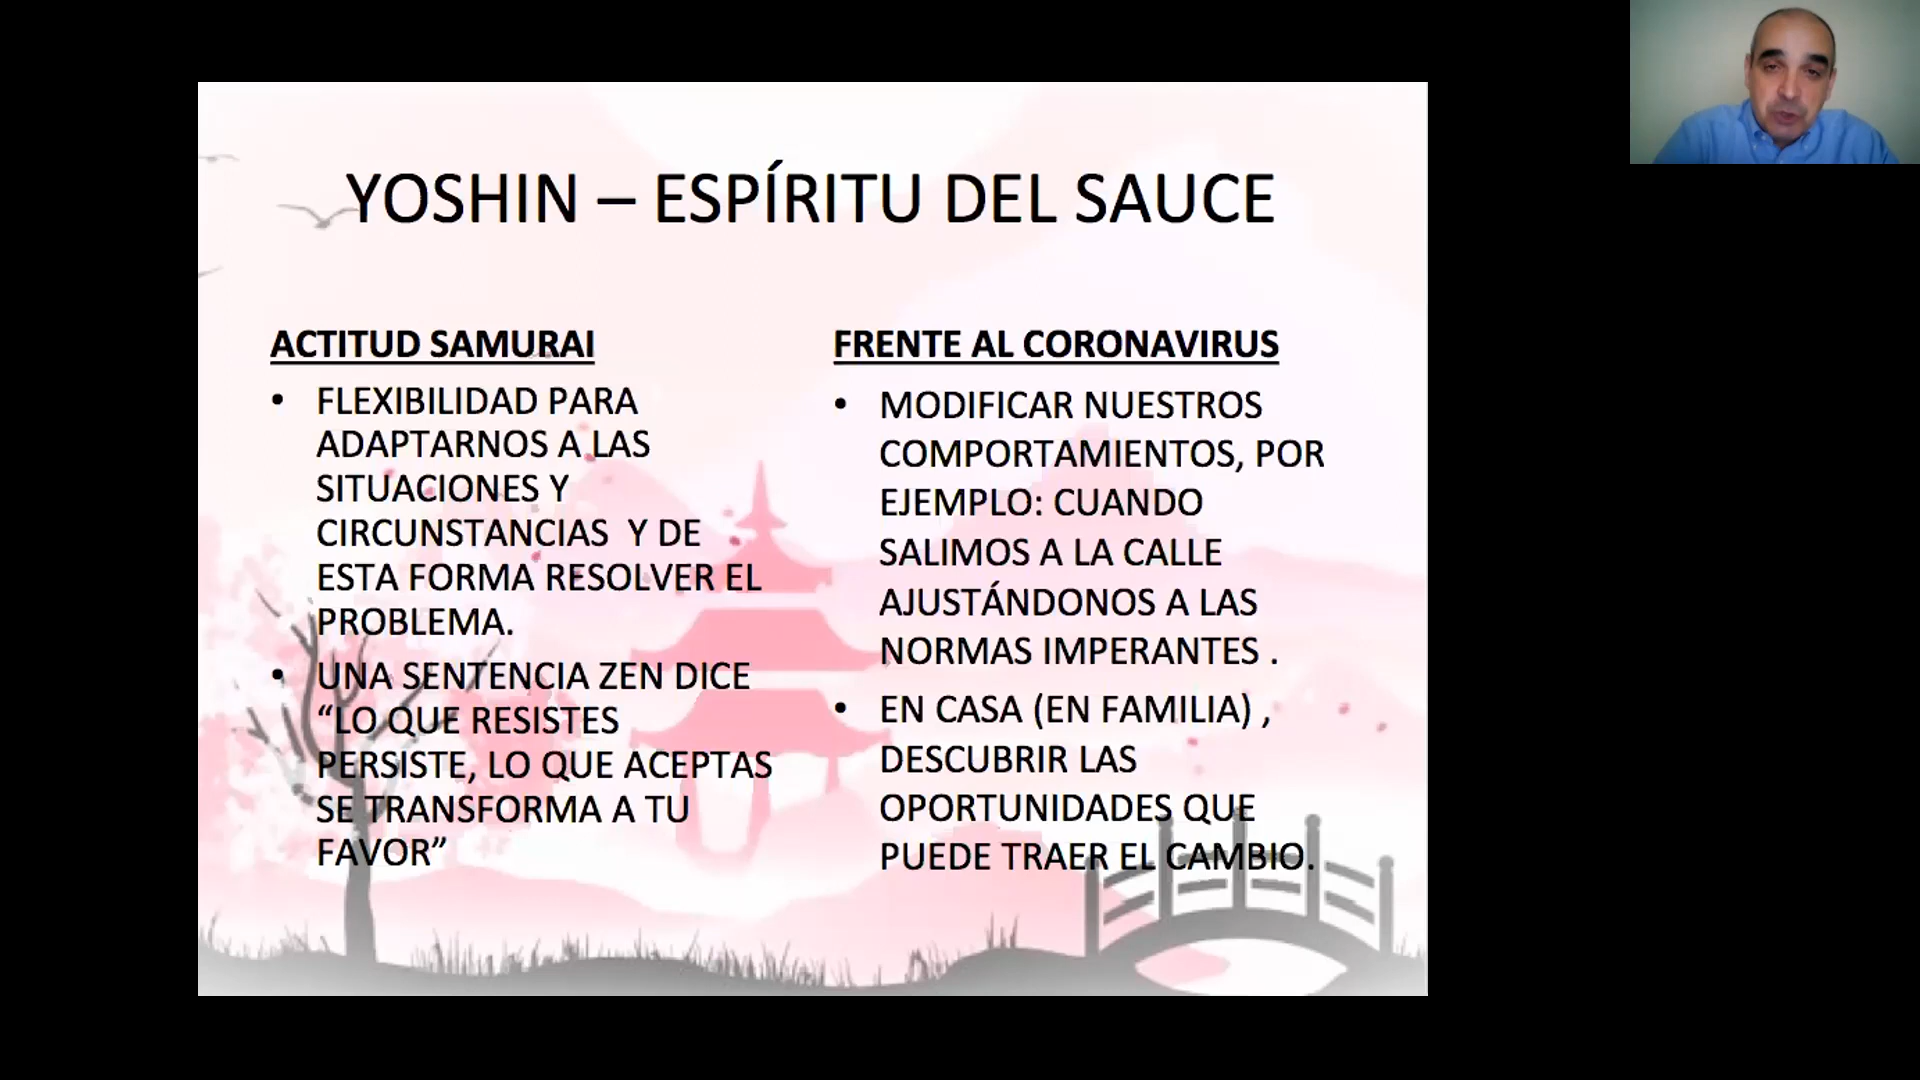 YOSHIN – ESPÍRITU DEL SAUCE
ACTITUD SAMURAI
• FLEXIBILIDAD PARA
ADAPTARNOS A LAS
SITUACIONES Y
CIRCUNSTANCIAS Y DE
ESTA FORMA RESOLVER EL
PROBLEMA.
• UNA SENTENCIA ZEN DICE
“LO QUE RESISTES
PERSISTE, LO QUE ACEPTAS
SE TRANSFORMA A TU
FAVOR”
FRENTE AL CORONAVIRUS
• MODIFICAR NUESTROS
COMPORTAMIENTOS, POR
EJEMPLO: CUANDO
SALIMOS A LA CALLE
AJUSTÁNDONOS A LAS
NORMAS IMPERANTES .
• EN CASA (EN FAMILIA) ,
DESCUBRIR LAS
OPORTUNIDADES QUE
PUEDE TRAER EL CAMBIO.